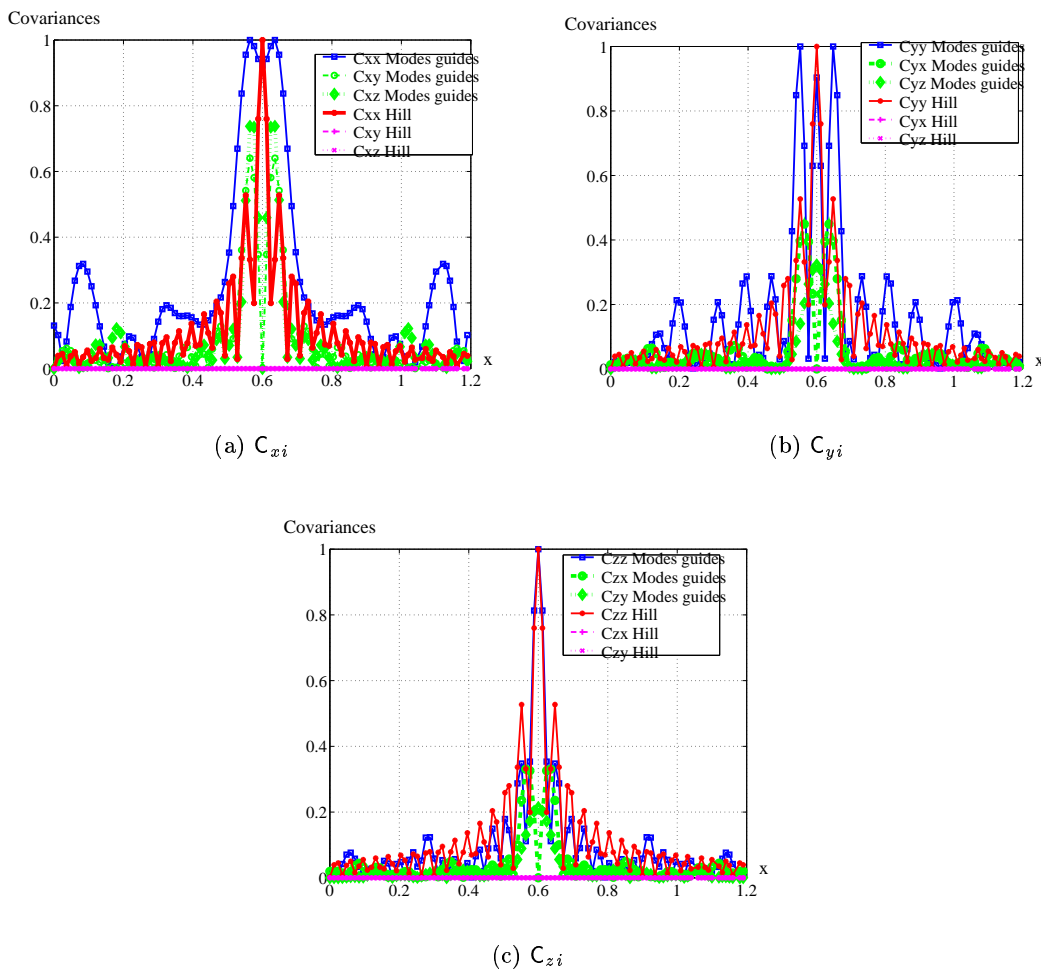 Covariances
1
0.8
0.6
0.4
0.2
0
0
0.2
0.4
0.6
0.8
1
1.2
x
Cxx Modes guides
Cxy Modes guides
Cxz Modes guides
Cxx Hill
Cxy Hill
Cxz Hill
(a) Cxi
Covariances
1
0.8
0.6
0.4
0.2
0
0
0.2
0.4
0.6
0.8
1
1.2
x
Cyy Modes guides
Cyx Modes guides
Cyz Modes guides
Cyy Hill
Cyx Hill
Cyz Hill
(b) Cyi
Covariances
1
0.8
0.6
0.4
0.2
0
0
0.2
0.4
0.6
0.8
1
1.2
x
Czz Modes guides
Czx Modes guides
Czy Modes guides
Czz Hill
Czx Hill
Czy Hill
(c) Czi